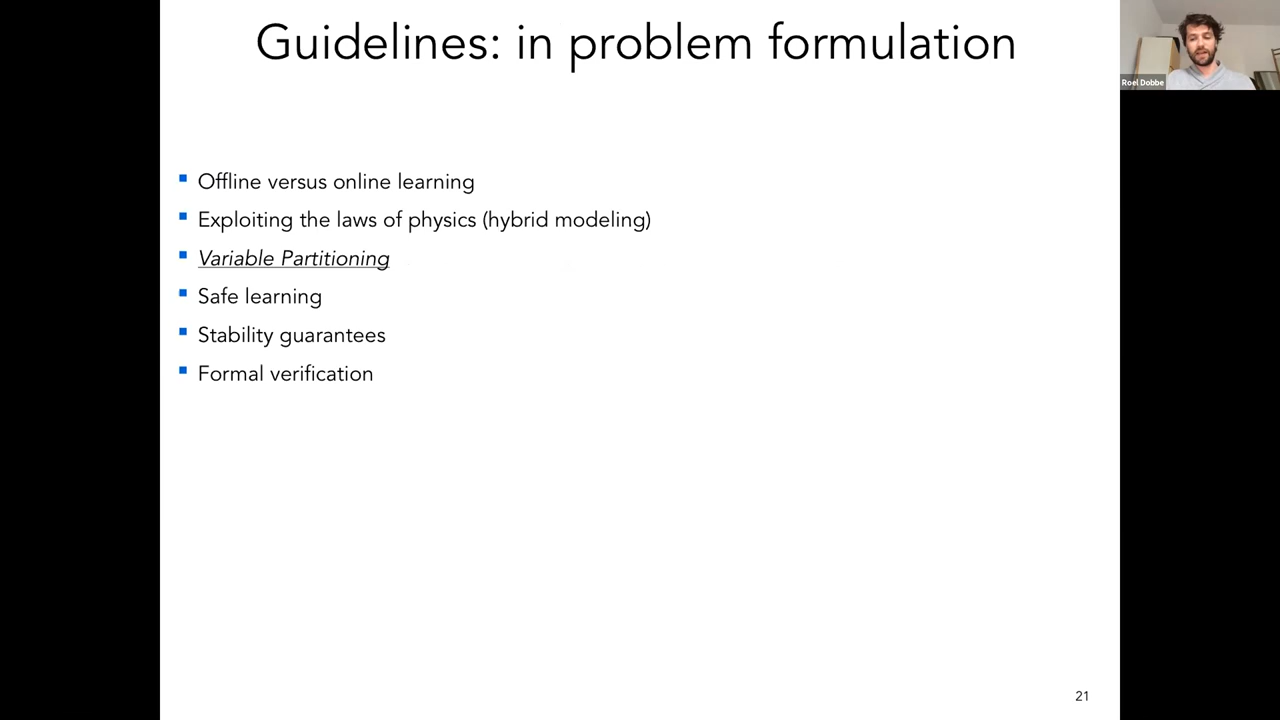 Guidelines: in problem formulation
Roel Dobbe
Offline versus online learning
Exploiting the laws of physics (hybrid modeling)
Variable Partitioning
Safe learning
Stability guarantees
Formal verification
21